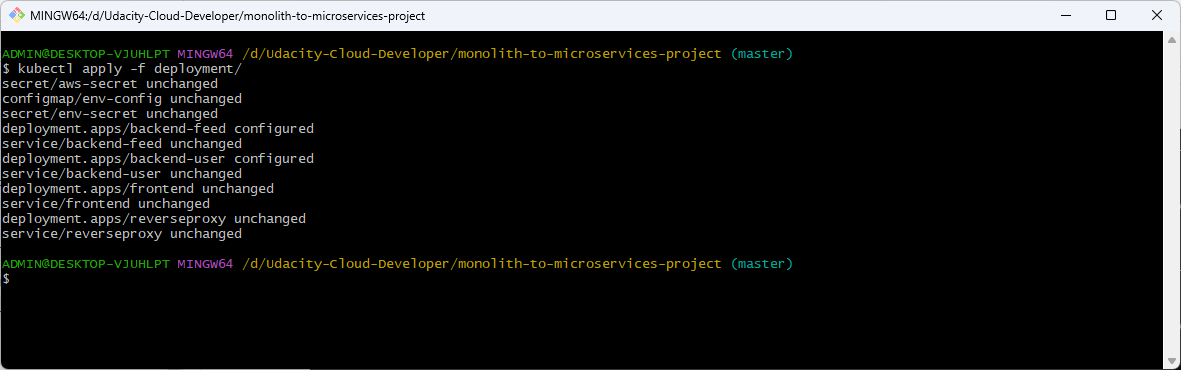 MINGW64:/d/Udacity-Cloud-Developer/monolith-to-microservices-project
ADMIN@DESKTOP-VJUHLPT MINGW64 /d/Udacity-Cloud-Developer/monolith-to-microservices-project (master)
$ kubectl apply -f deployment/
secret/aws-secret unchanged
configmap/env-config unchanged
secret/env-secret unchanged
deployment.apps/backend-feed configured
service/backend-feed unchanged
deployment.apps/backend-user configured
service/backend-user unchanged
deployment.apps/frontend unchanged
service/frontend unchanged
deployment.apps/reverseproxy unchanged
service/reverseproxy unchanged
ADMIN@DESKTOP-VJUHLPT MINGW64 /d/Udacity-Cloud-Developer/monolith-to-microservices-project (master)
$